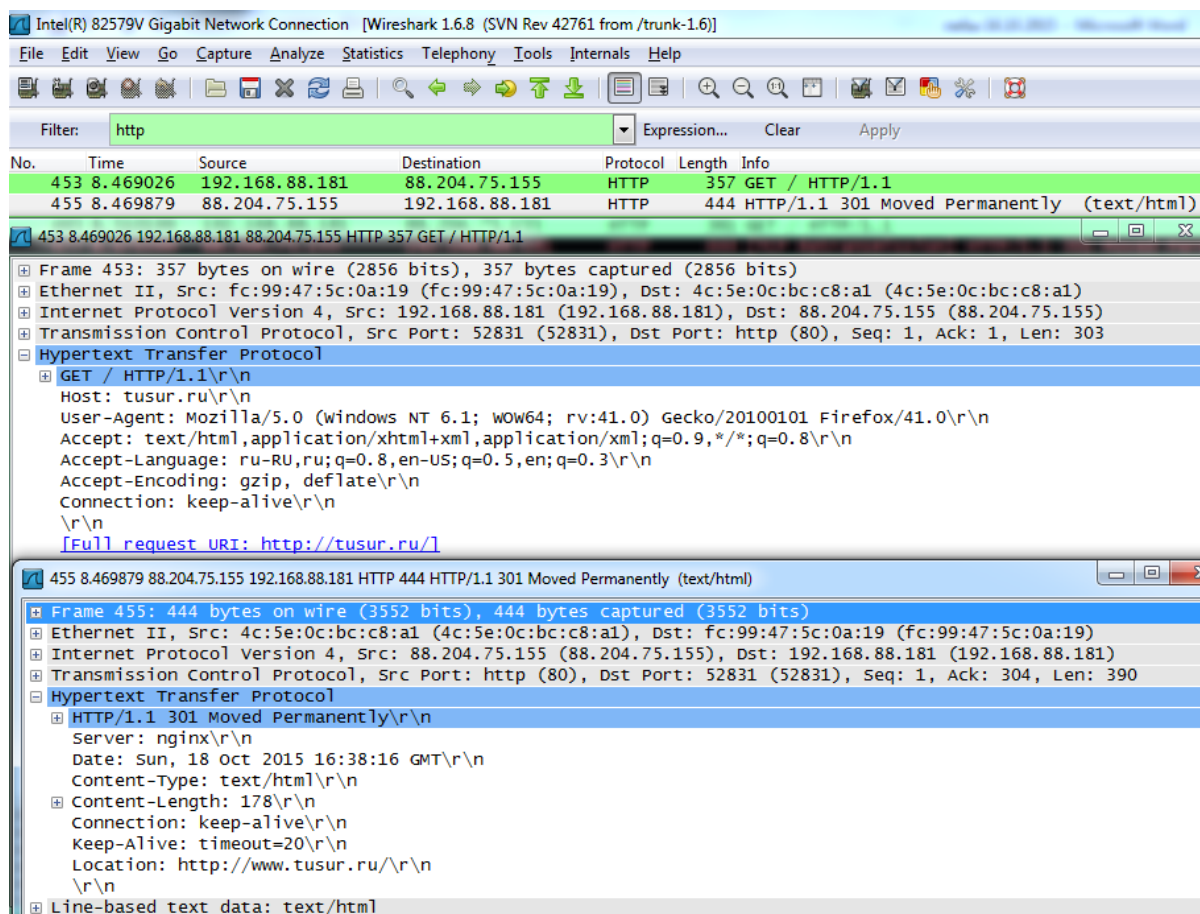 Intel(R) 82579V Gigabit Network Connection [Wireshark 1.6.8 (SVN Rev 42761 from /trunk-1.6)]
File Edit View Go Capture Analyze Statistics Telephony Tools Internals Help
Filter: http Expression... Clear Apply
No. Time Source Destination Protocol Length Info
453 8.469026 192.168.88.181 88.204.75.155 HTTP 357 GET / HTTP/1.1
455 8.469879 88.204.75.155 192.168.88.181 HTTP 444 HTTP/1.1 301 Moved Permanently (text/html)
453 8.469026 192.168.88.181 88.204.75.155 HTTP 357 GET / HTTP/1.1
Frame 453: 357 bytes on wire (2856 bits), 357 bytes captured (2856 bits)
Ethernet II, Src: fc:99:47:5c:0a:19 (fc:99:47:5c:0a:19), Dst: 4c:5e:0c:bc:c8:a1 (4c:5e:0c:bc:c8:a1)
Internet Protocol Version 4, Src: 192.168.88.181 (192.168.88.181), Dst: 88.204.75.155 (88.204.75.155)
Transmission Control Protocol, Src Port: 52831 (52831), Dst Port: http (80), Seq: 1, Ack: 1, Len: 303
Hypertext Transfer Protocol
GET / HTTP/1.1\r\n
Host: tusur.ru\r\n
User-Agent: Mozilla/5.0 (Windows NT 6.1; WOW64; rv:41.0) Gecko/20100101 Firefox/41.0\r\n
Accept: text/html,application/xhtml+xml,application/xml;q=0.9,*/*;q=0.8\r\n
Accept-Language: ru-RU,ru;q=0.8,en-US;q=0.5,en;q=0.3\r\n
Accept-Encoding: gzip, deflate\r\n
Connection: keep-alive\r\n
\r\n
[Full request URI: http://tusur.ru/]
455 8.469879 88.204.75.155 192.168.88.181 HTTP 444 HTTP/1.1 301 Moved Permanently (text/html)
Frame 455: 444 bytes on wire (3552 bits), 444 bytes captured (3552 bits)
Ethernet II, Src: 4c:5e:0c:bc:c8:a1 (4c:5e:0c:bc:c8:a1), Dst: fc:99:47:5c:0a:19 (fc:99:47:5c:0a:19)
Internet Protocol Version 4, Src: 88.204.75.155 (88.204.75.155), Dst: 192.168.88.181 (192.168.88.181)
Transmission Control Protocol, Src Port: http (80), Dst Port: 52831 (52831), Seq: 1, Ack: 304, Len: 390
Hypertext Transfer Protocol
HTTP/1.1 301 Moved Permanently\r\n
Server: nginx\r\n
Date: Sun, 18 Oct 2015 16:38:16 GMT\r\n
Content-Type: text/html\r\n
Content-Length: 178\r\n
Connection: keep-alive\r\n
Keep-Alive: timeout=20\r\n
Location: http://www.tusur.ru/\r\n
\r\n
Line-based text data: text/html